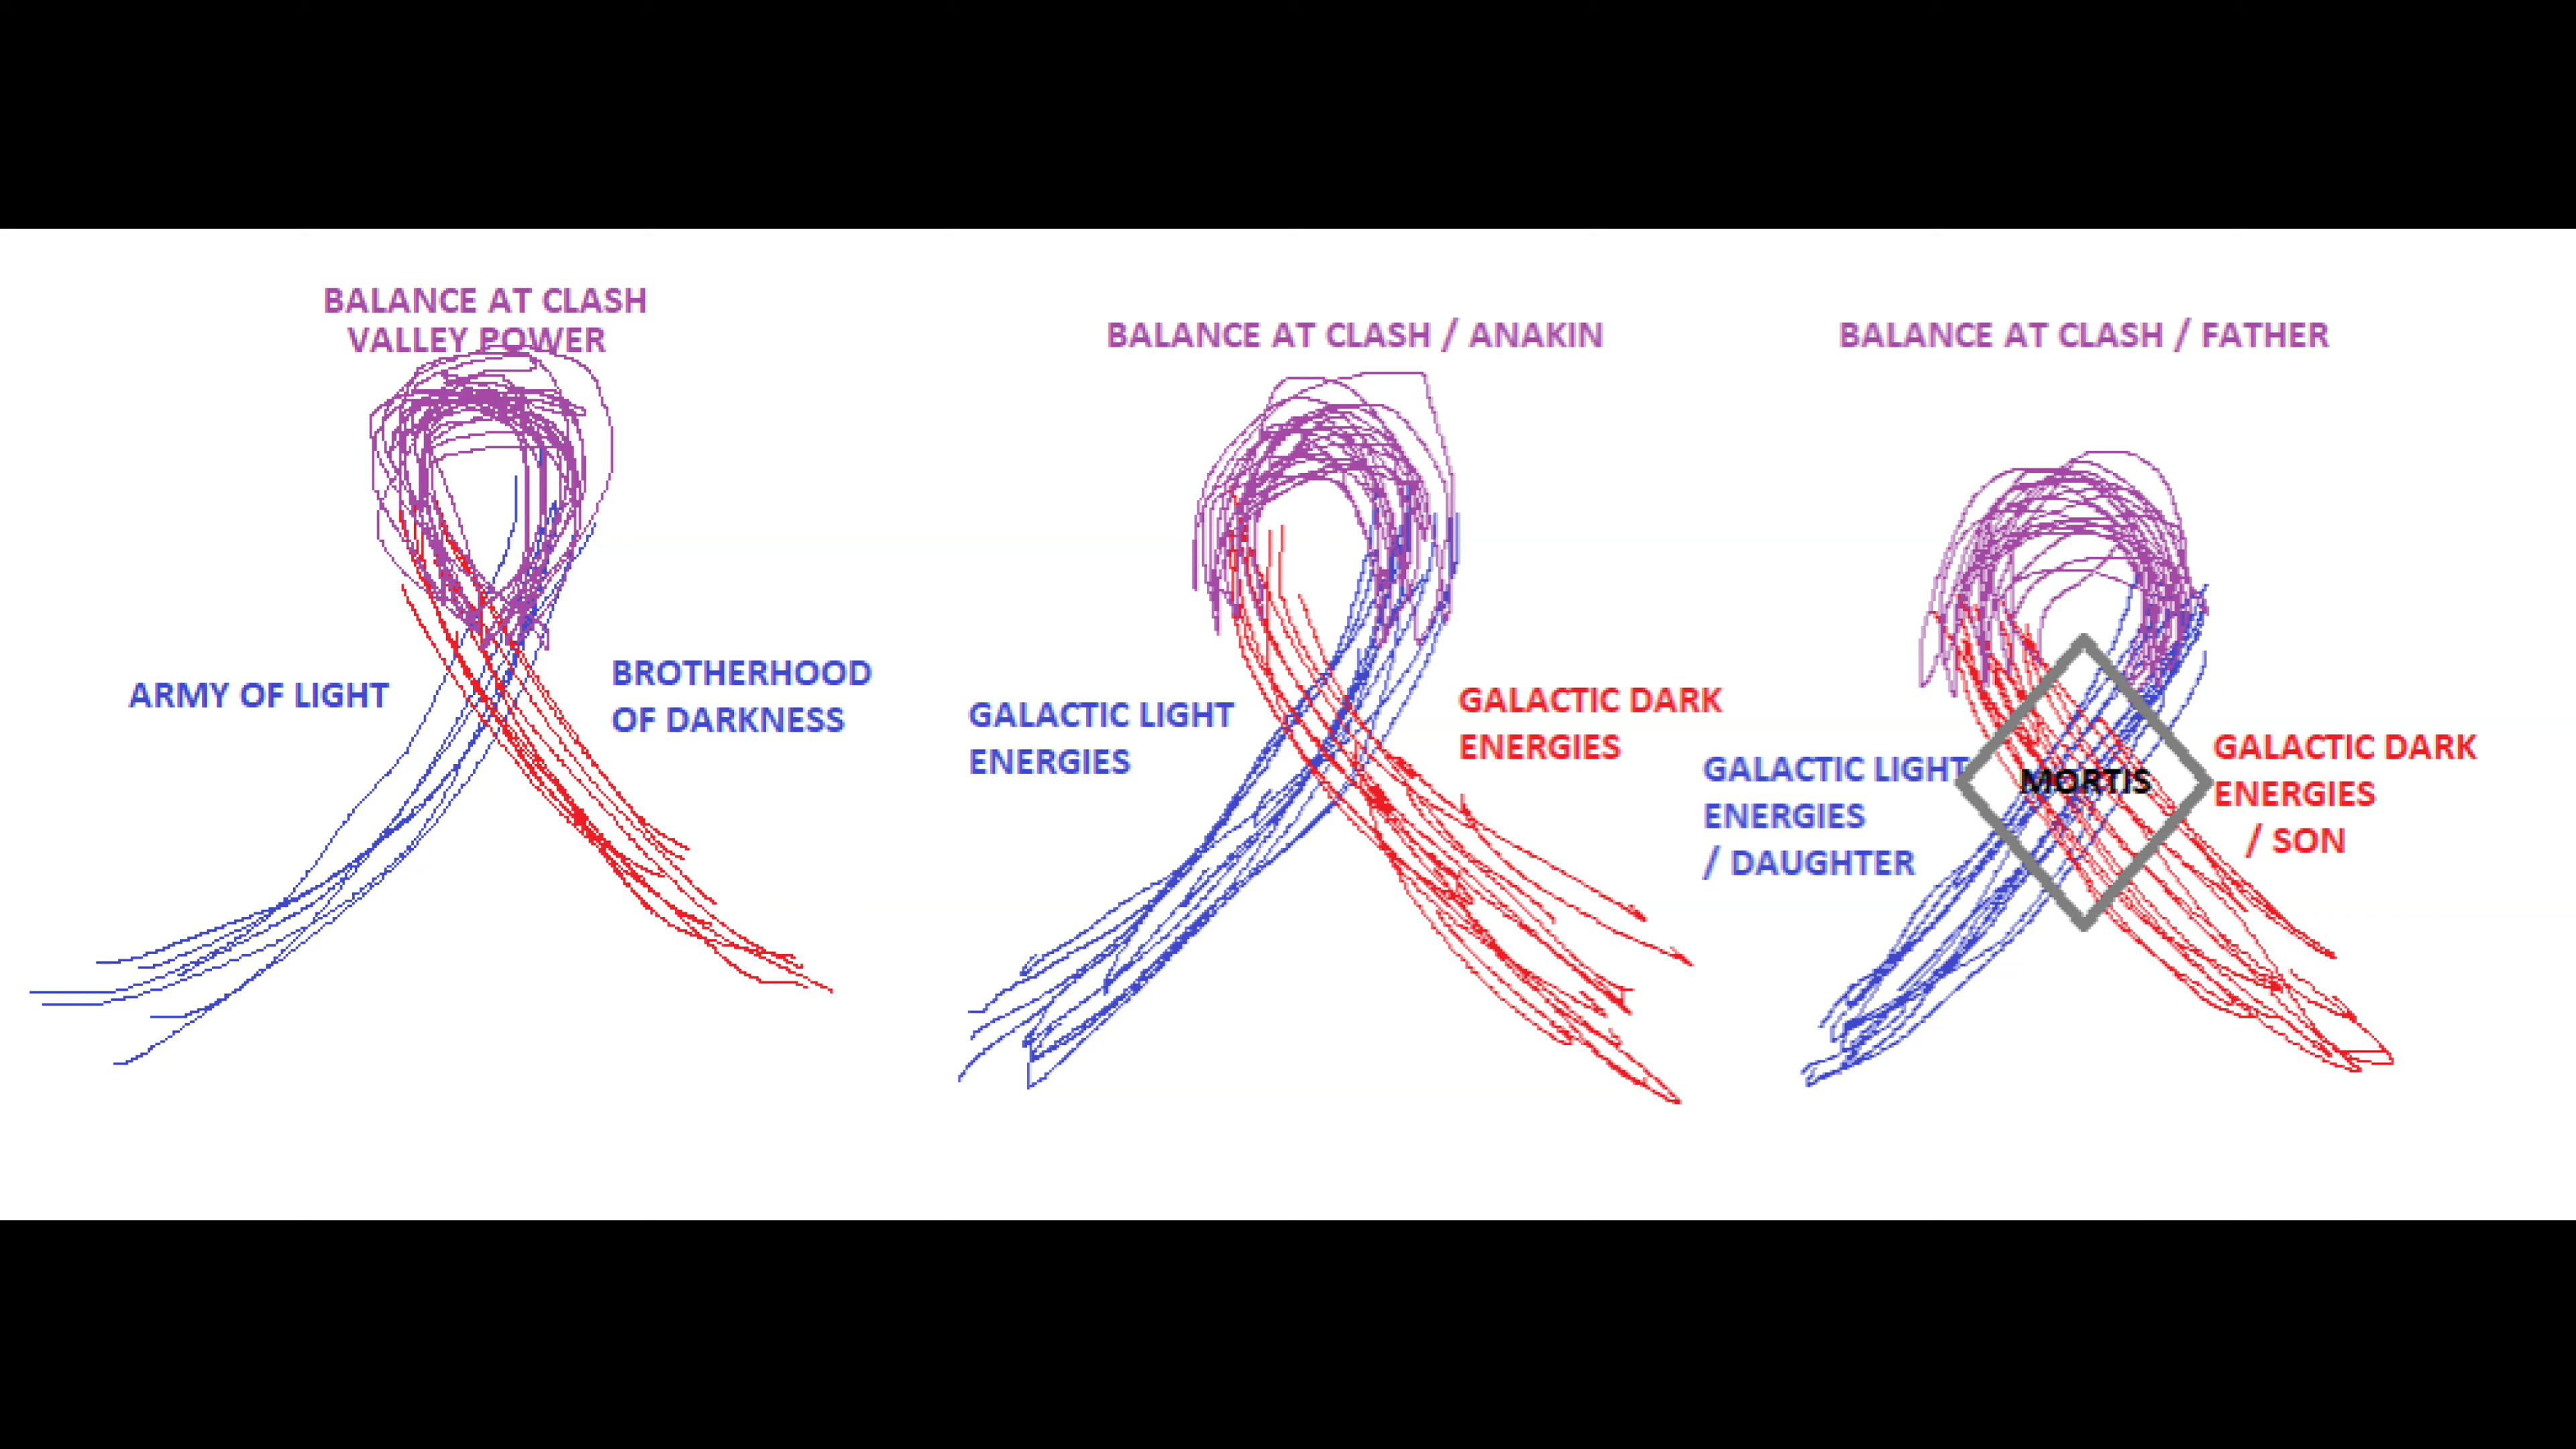 BALANCE AT CLASH
VALLEY POWER
ARMY OF LIGHT
BROTHERHOOD
OF DARKNESS
BALANCE AT CLASH / ANAKIN
GALACTIC LIGHT
ENERGIES
GALACTIC DARK
ENERGIES
BALANCE AT CLASH / FATHER
GALACTIC LIGHT
ENERGIES
/ DAUGHTER
MORTIS
GALACTIC DARK
ENERGIES
/ SON